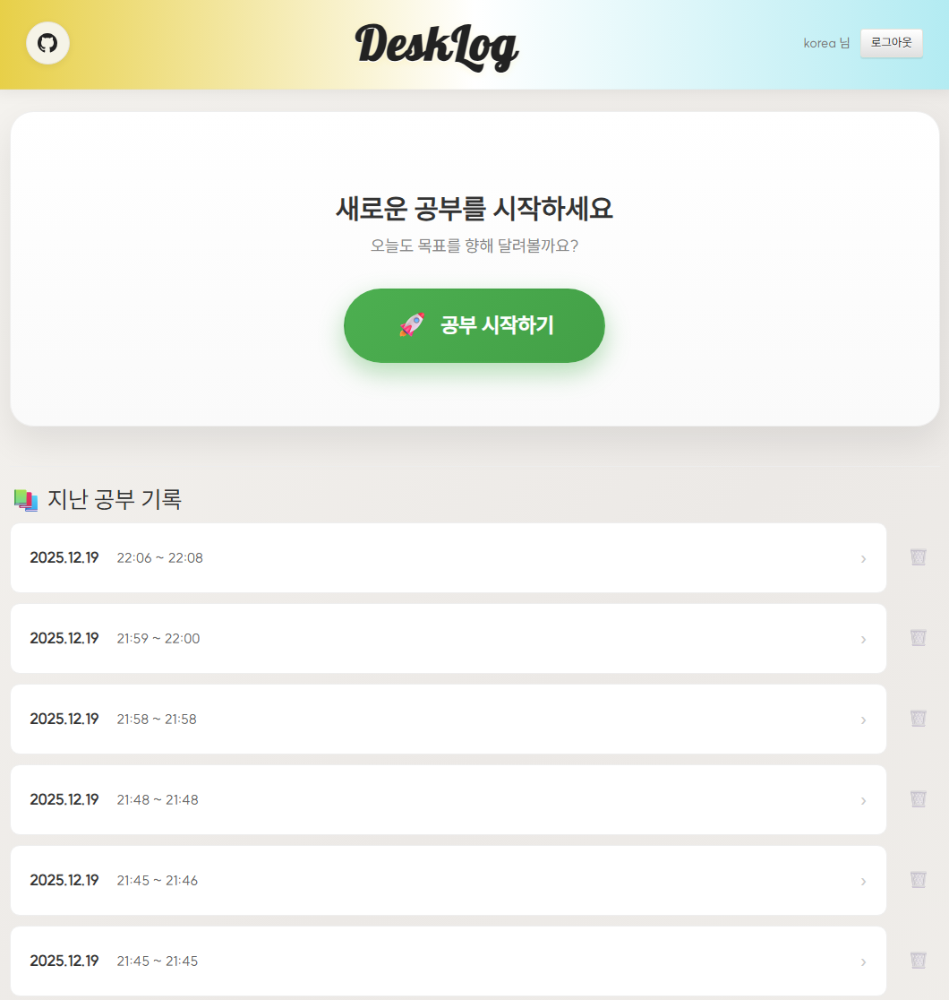 DeskLog
korea 님
로그아웃
새로운 공부를 시작하세요
오늘도 목표를 향해 달려볼까요?
🚀 공부 시작하기
📚 지난 공부 기록
2025.12.19 22:06 ~ 22:08 ›
2025.12.19 21:59 ~ 22:00 ›
2025.12.19 21:58 ~ 21:58 ›
2025.12.19 21:48 ~ 21:48 ›
2025.12.19 21:45 ~ 21:46 ›
2025.12.19 21:45 ~ 21:45 ›